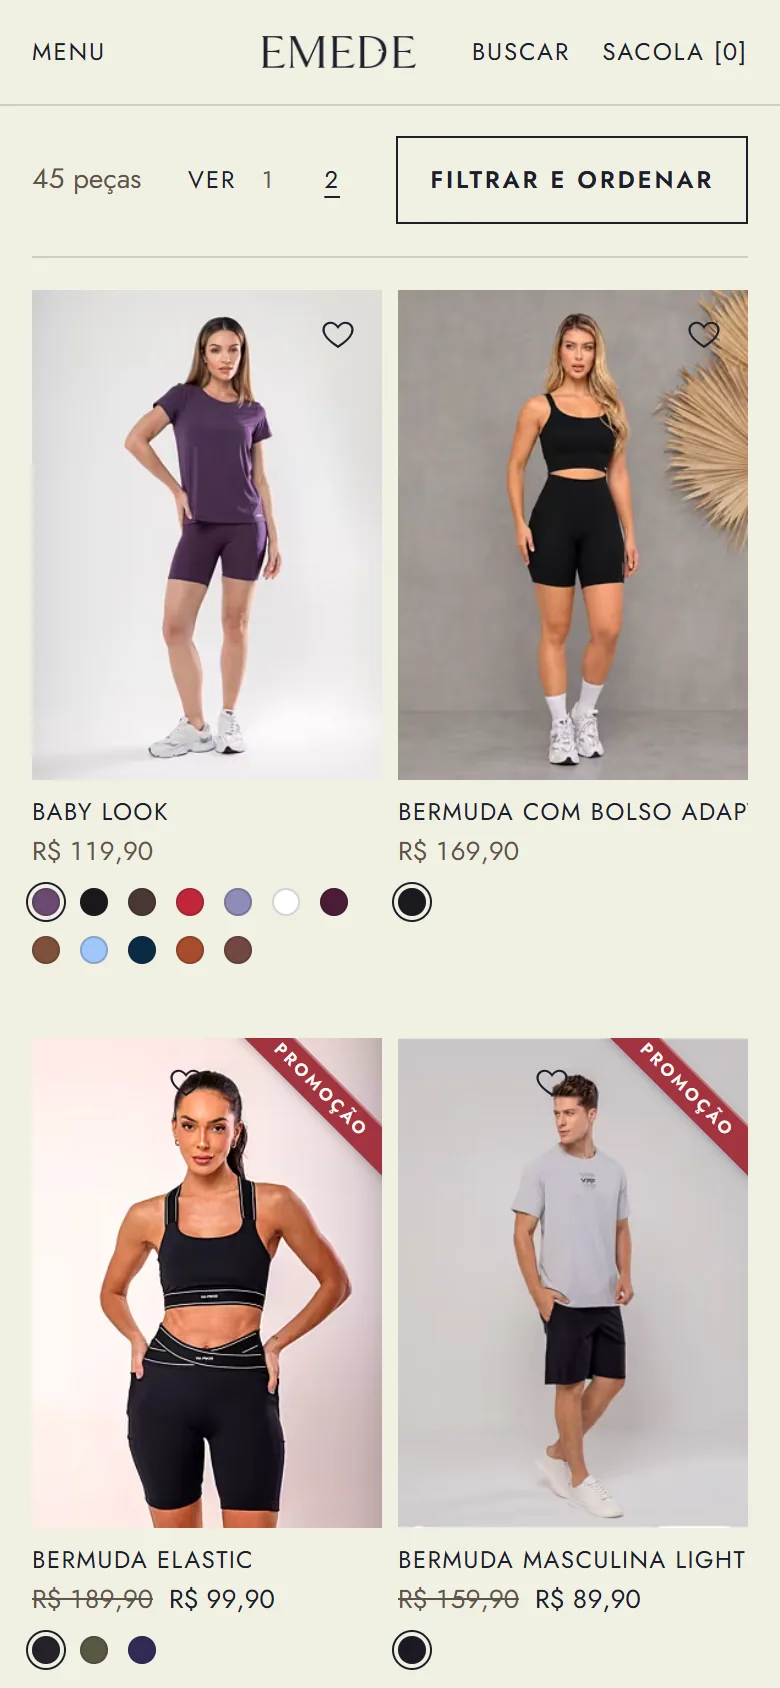 MENU
EMEDE
BUSCAR
SACOLA [0]
45 peças
VER 1 2
FILTRAR E ORDENAR
BABY LOOK
R$ 119,90
BERMUDA COM BOLSO ADAP
R$ 169,90
PROMOÇÃO
PROMOÇÃO
BERMUDA ELASTIC
R$ 189,90 R$ 99,90
BERMUDA MASCULINA LIGHT
R$ 159,90 R$ 89,90